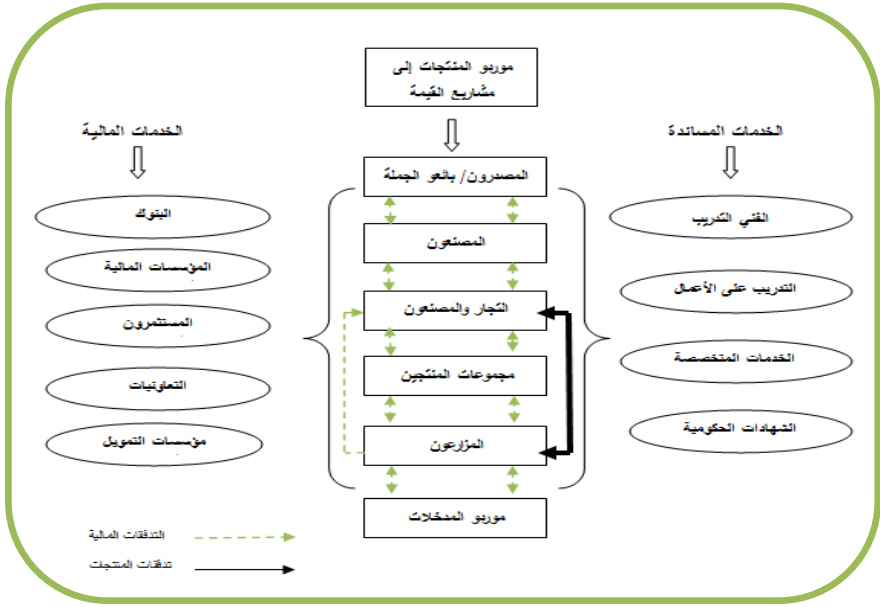 موربو المنتجات إلى
مشاريع القيمة
الخدمات المساندة
الخدمات المالية
المصدرون/ بائعو الجملة
الفني التدريب
البنوك
المصنعون
المؤسسات المالية
التدريب على الأعمال
التجار والمصنعون
المستثمرون
الخدمات المتخصصة
مجموعات المنتجين
التعاونيات
الشهادات الحكومية
المزارعون
مؤسسات التمويل
موربو المدخلات
التدفقات المالية
تدفقات المنتجات